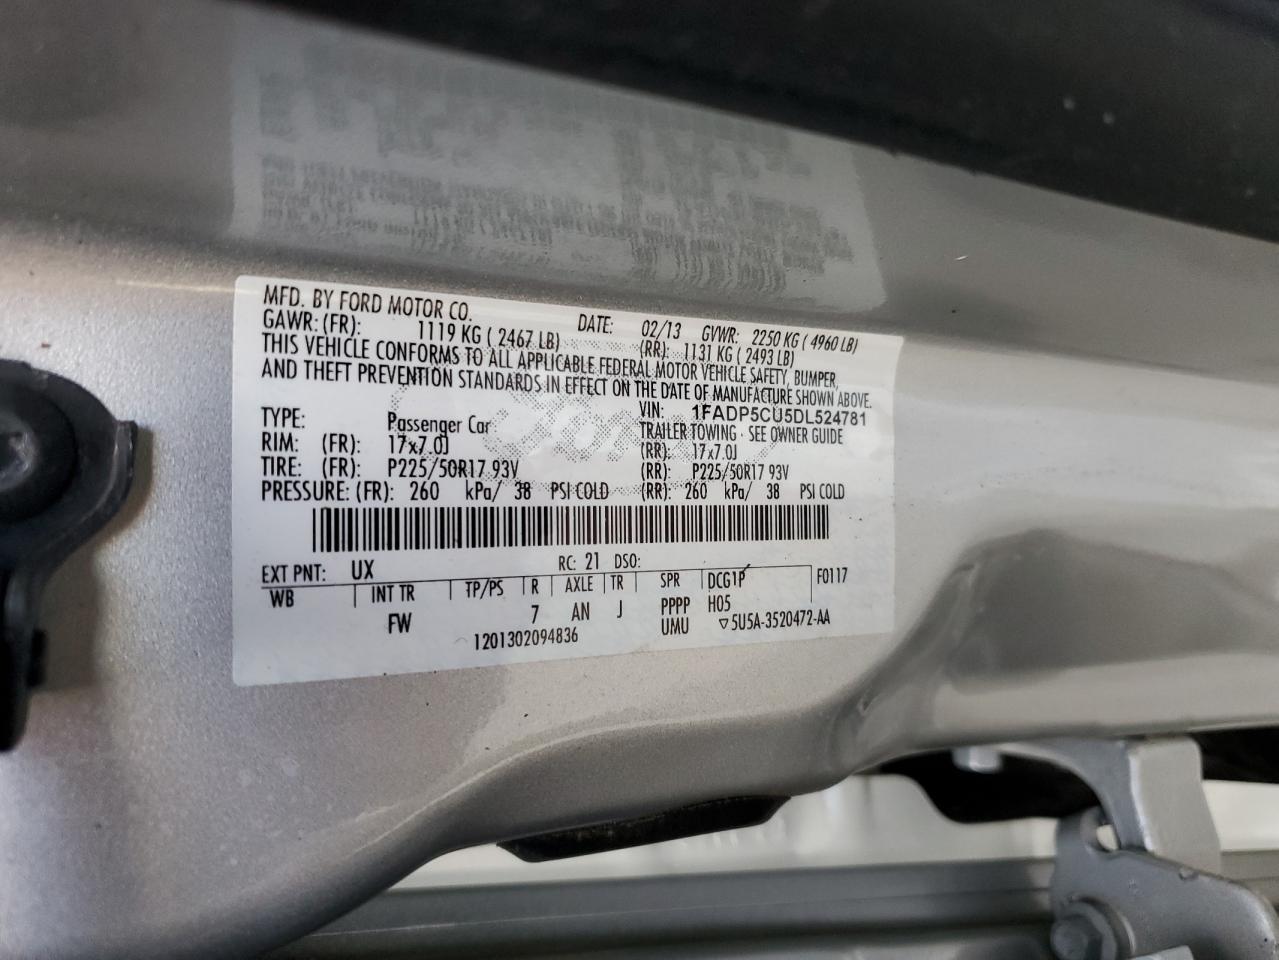 MFD. BY FORD MOTOR CO. DATE: 02/13 GVWR: 2250 KG ( 4960 LB)
GAWR: (FR): 1119 KG ( 2467 LB) (RR): 1131 KG ( 2493 LB)
THIS VEHICLE CONFORMS TO ALL APPLICABLE FEDERAL MOTOR VEHICLE SAFETY, BUMPER,
AND THEFT PREVENTION STANDARDS IN EFFECT ON THE DATE OF MANUFACTURE SHOWN ABOVE.
VIN: 1FADP5CU5DL524781
TYPE: Passenger Car TRAILER TOWING - SEE OWNER GUIDE
RIM: (FR): 17x7.0J (RR): 17x7.0J
TIRE: (FR): P225/50R17 93V (RR): P225/50R17 93V
PRESSURE: (FR): 260 kPa/ 38 PSI COLD (RR): 260 kPa/ 38 PSI COLD
EXT PNT: UX RC: 21 DSO: F0117
WB INT TR TP/PS R AXLE TR SPR DCG1P
FW 7 AN J PPPP H05
1201302094836 UMU ▽5U5A-3520472-AA